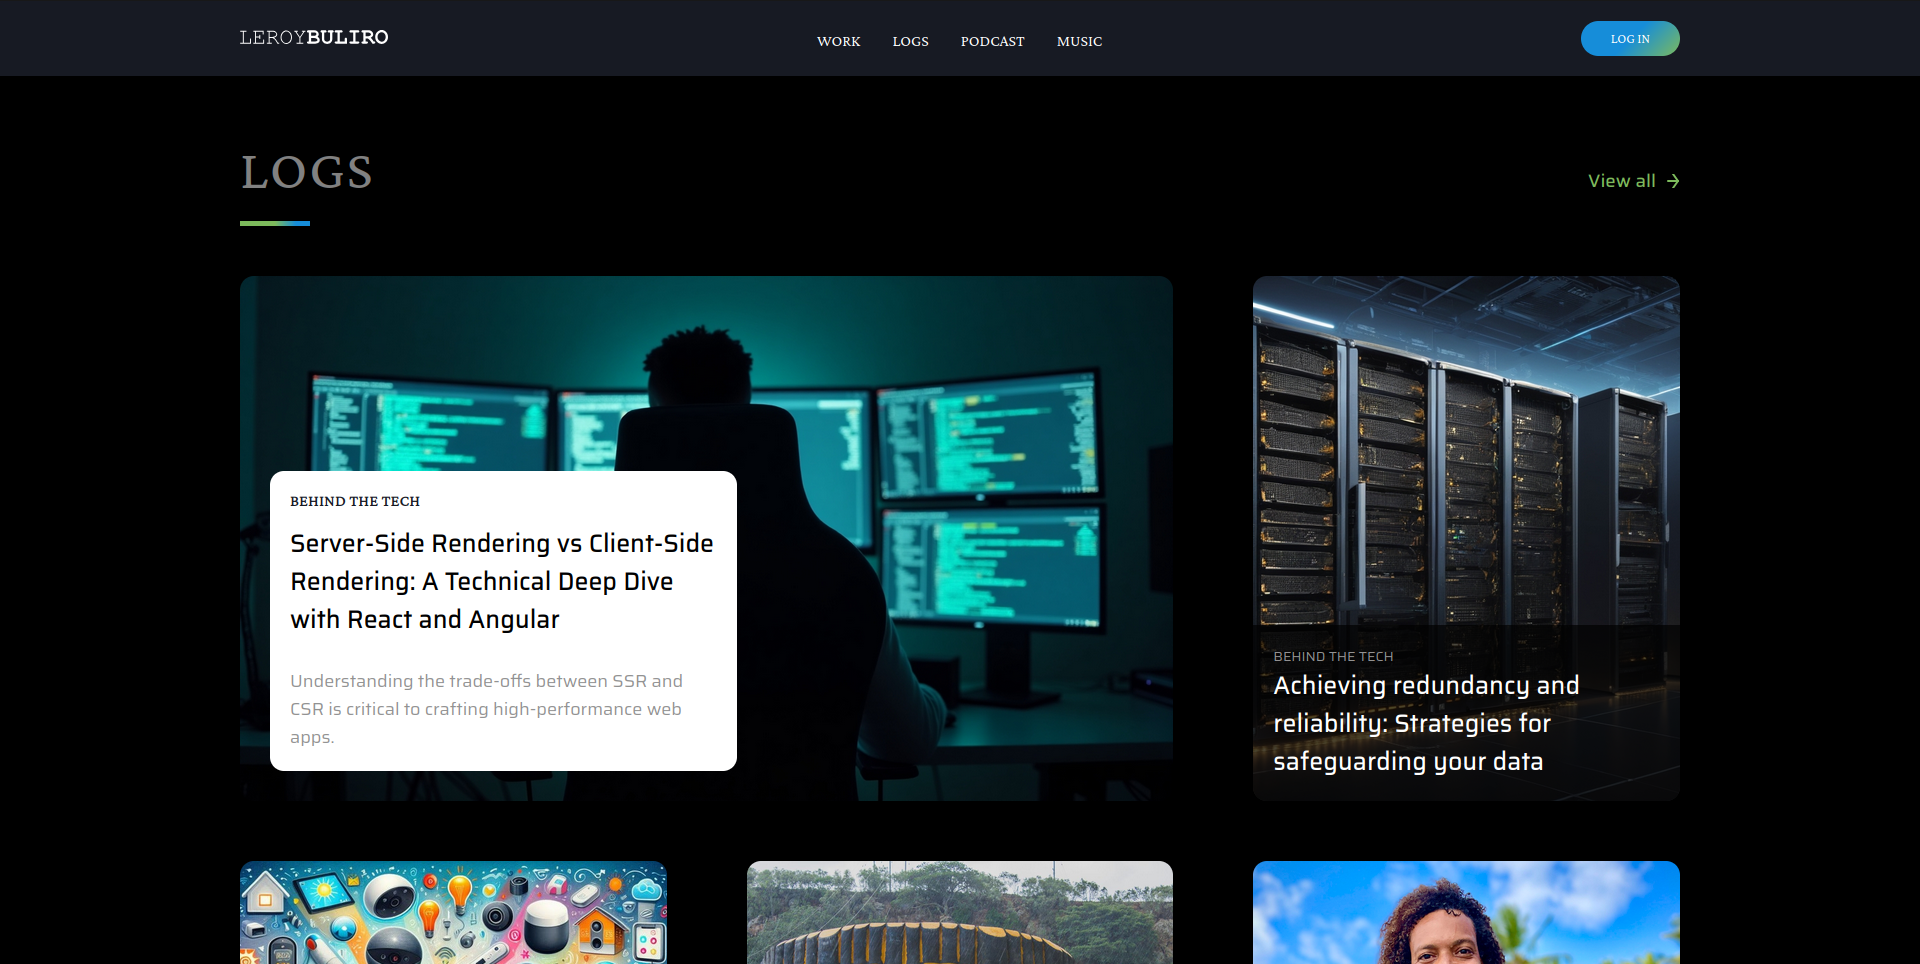 LEROYBULIRO
WORK LOGS PODCAST MUSIC
LOG IN
LOGS
View all
BEHIND THE TECH
Server-Side Rendering vs Client-Side
Rendering: A Technical Deep Dive
with React and Angular
Understanding the trade-offs between SSR and
CSR is critical to crafting high-performance web
apps.
BEHIND THE TECH
Achieving redundancy and
reliability: Strategies for
safeguarding your data